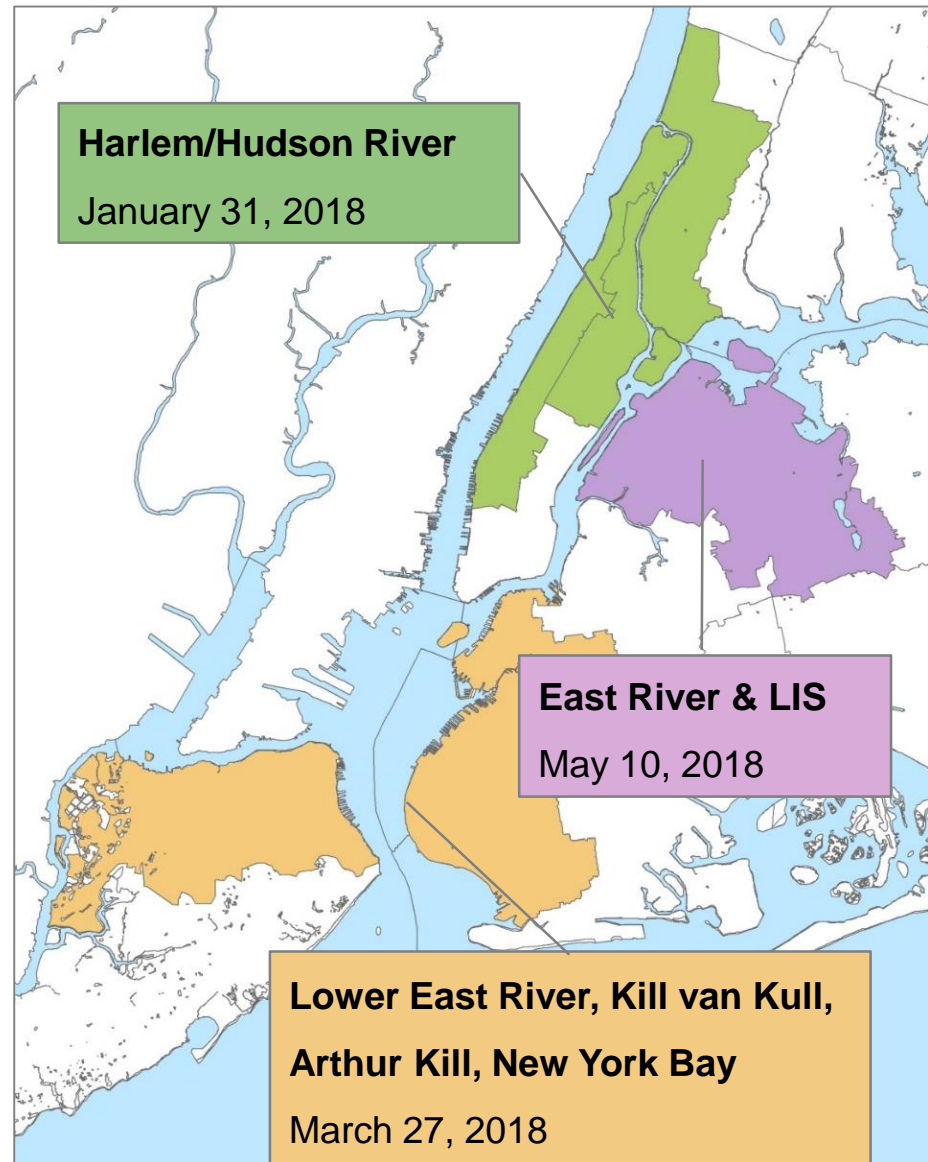 Harlem/Hudson River
January 31, 2018
East River & LIS
May 10, 2018
Lower East River, Kill van Kull,
Arthur Kill, New York Bay
March 27, 2018